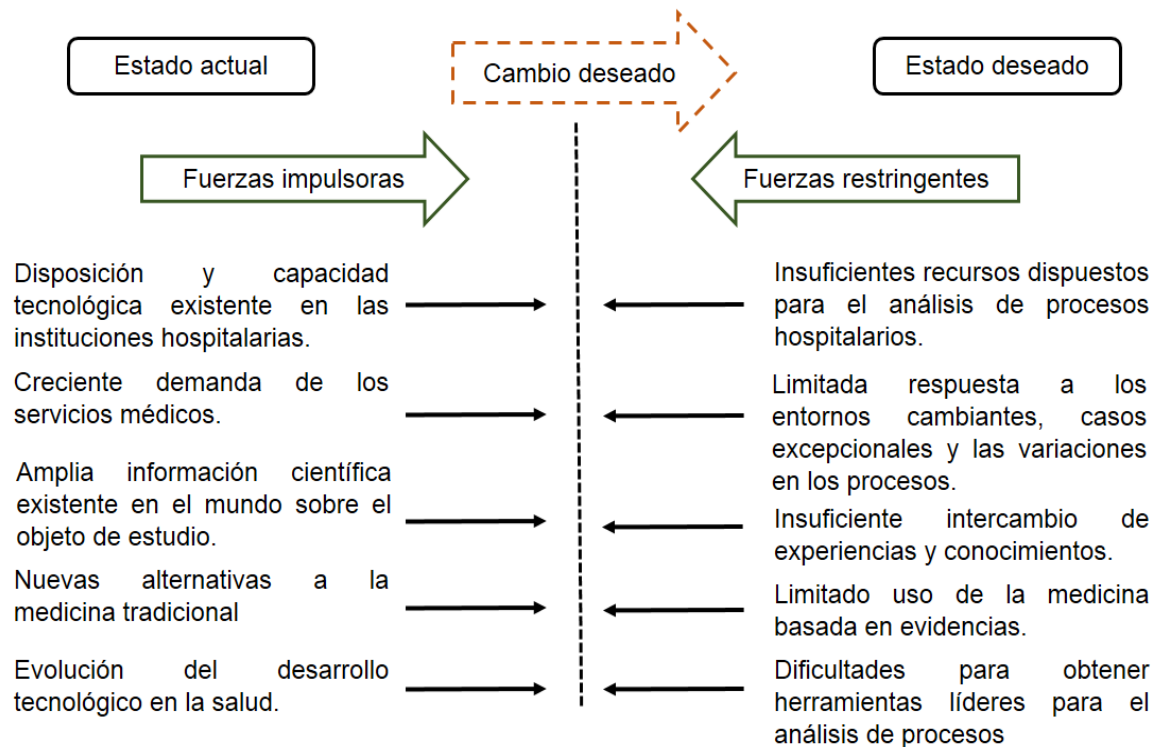 Estado actual
Cambio deseado
Estado deseado
Fuerzas impulsoras
Fuerzas restringentes
Disposición y capacidad
tecnológica existente en las
instituciones hospitalarias.
Creciente demanda de los
servicios médicos.
Amplia información científica
existente en el mundo sobre el
objeto de estudio.
Nuevas alternativas a la
medicina tradicional
Evolución del desarrollo
tecnológico en la salud.
Insuficientes recursos dispuestos
para el análisis de procesos
hospitalarios.
Limitada respuesta a los
entornos cambiantes, casos
excepcionales y las variaciones
en los procesos.
Insuficiente intercambio de
experiencias y conocimientos.
Limitado uso de la medicina
basada en evidencias.
Dificultades para obtener
herramientas líderes para el
análisis de procesos